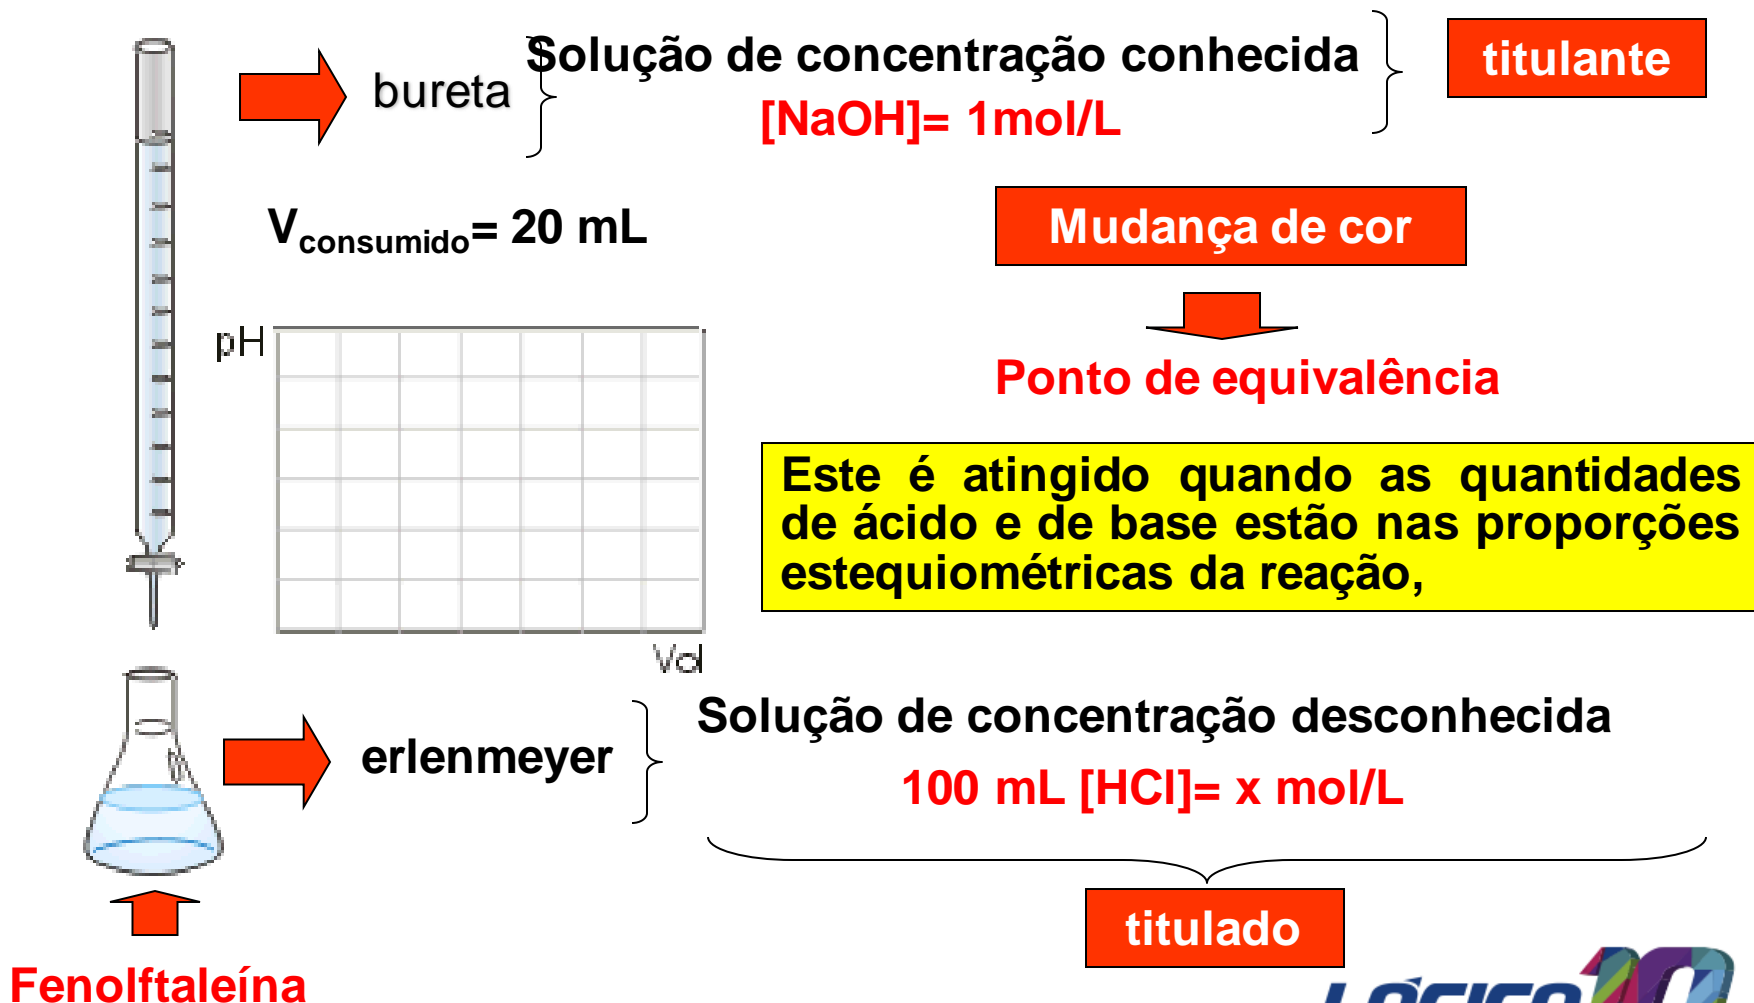 bureta
Solução de concentração conhecida
[NaOH]= 1mol/L
titulante
Vconsumido= 20 mL
Mudança de cor
pH
Ponto de equivalência
Este é atingido quando as quantidades
de ácido e de base estão nas proporções
estequiométricas da reação,
Vol
erlenmeyer
Solução de concentração desconhecida
100 mL [HCl]= x mol/L
titulado
Fenolftaleína
LÓGICO 10